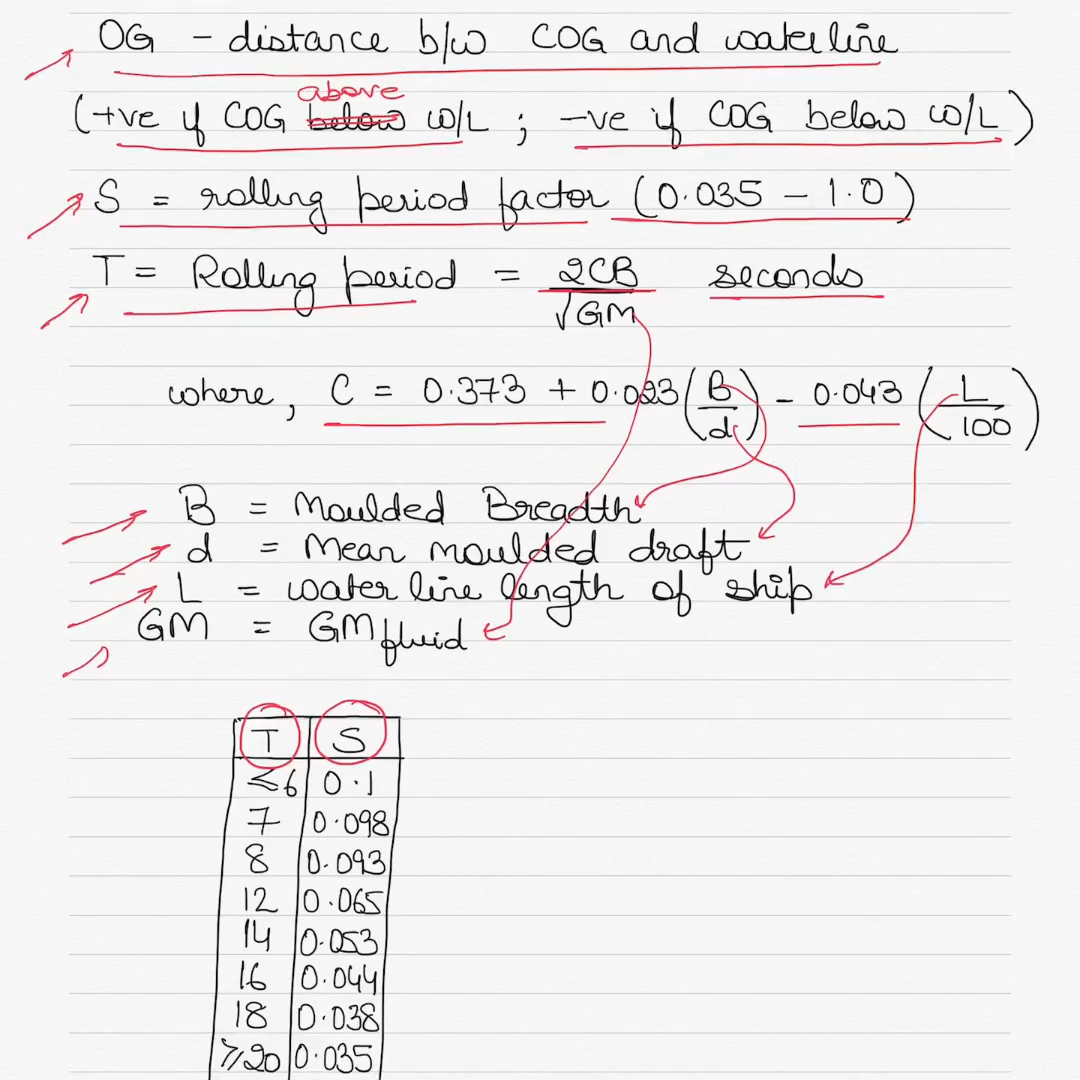 OG - distance b/w COG and waterline
above
(+ve if COG below w/L ; -ve if COG below w/L)
S = rolling period factor (0.035 - 1.0)
T = Rolling period = 2CB / √GM seconds
where, C = 0.373 + 0.023 (B/d) - 0.043 (L/100)
B = Moulded Breadth
d = Mean moulded draft
L = water line length of ship
GM = GM fluid
T S
≤6 0.1
7 0.098
8 0.093
12 0.065
14 0.053
16 0.044
18 0.038
≥20 0.035